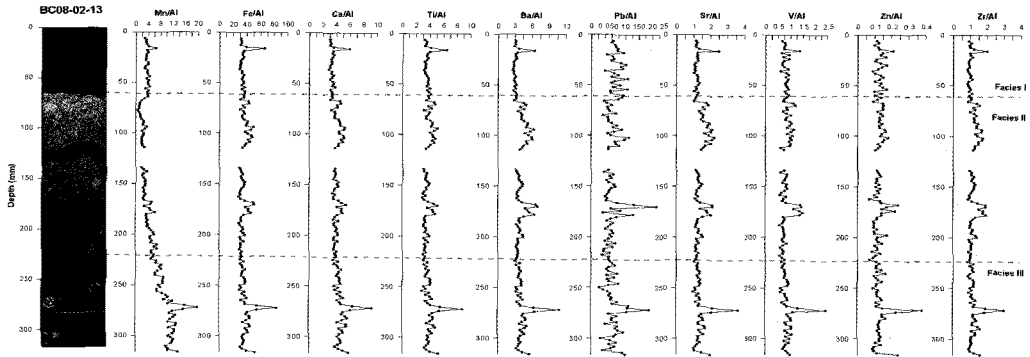 BC08-02-13
Mn/Al Fe/Al Ca/Al Ti/Al Ba/Al Pb/Al Sr/Al V/Al Zn/Al Zr/Al
0 4 8 12 16 20
20 40 60 80 100
0 2 4 6 8 10
0 2 4 6 8 10
0 3 6 9 12
0 0.05 0.1 0.15 0.2 0.25
0 1 2 3 4
0 0.5 1 1.5 2 2.5
0 0.1 0.2 0.3 0.4
0 1 2 3 4
Depth (mm)
0
50
100
150
200
250
300
Facies I
Facies II
Facies III